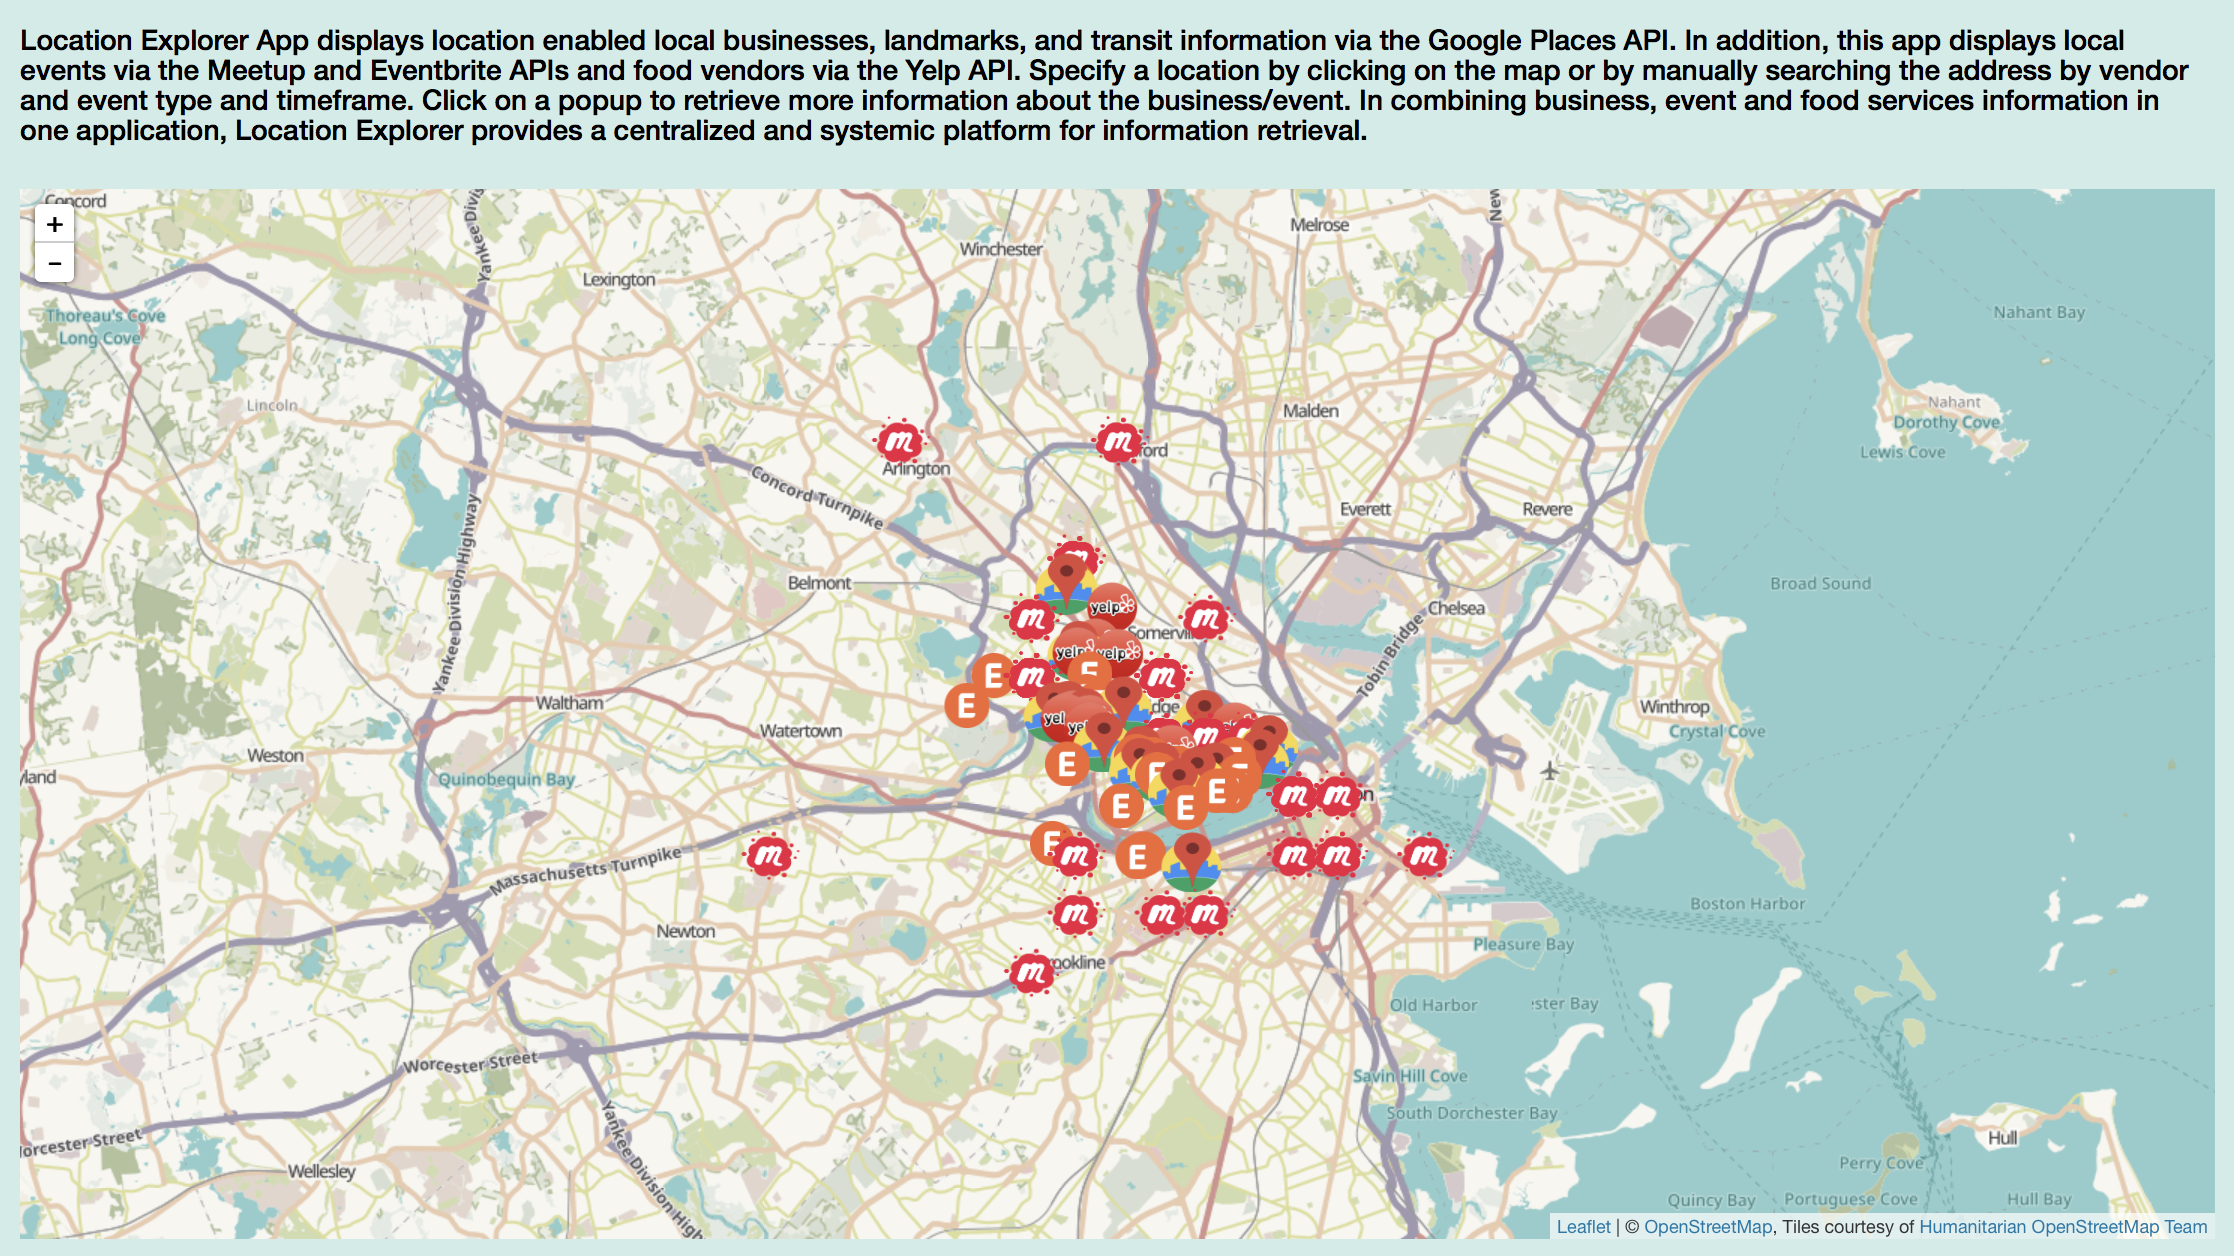 Location Explorer App displays location enabled local businesses, landmarks, and transit information via the Google Places API. In addition, this app displays local
events via the Meetup and Eventbrite APIs and food vendors via the Yelp API. Specify a location by clicking on the map or by manually searching the address by vendor
and event type and timeframe. Click on a popup to retrieve more information about the business/event. In combining business, event and food services information in
one application, Location Explorer provides a centralized and systemic platform for information retrieval.
Concord
+
−
Melrose
Winchester
Lexington
Thoreau's Cove
Long Cove
Nahant Bay
Lincoln
Nahant
Dorothy Cove
Lewis Cove
Malden
m
m
ford
Arlington
Concord Turnpike
Everett
Revere
Belmont
Broad Sound
Chelsea
yelp
m
m
Somervil
yelp
yelp
Yankee Division Highway
Tobin Bridge
E
m
E
m
E
Waltham
dge
Winthrop
Crystal Cove
Watertown
yel
ye
m
Weston
yland
Quinobequin Bay
E
E
E
E
E
m
m
on
Massachusetts Turnpike
m
E
m
E
m
m
m
Boston Harbor
m
m
m
Newton
Pleasure Bay
m
rookline
Old Harbor
ster Bay
Worcester Street
Savin Hill Cove
South Dorchester Bay
orcester Street
Yankee Division High
Hull
Wellesley
Perry Cove
Quincy Bay
Portuguese Cove
Hull Bay
Leaflet | © OpenStreetMap, Tiles courtesy of Humanitarian OpenStreetMap Team